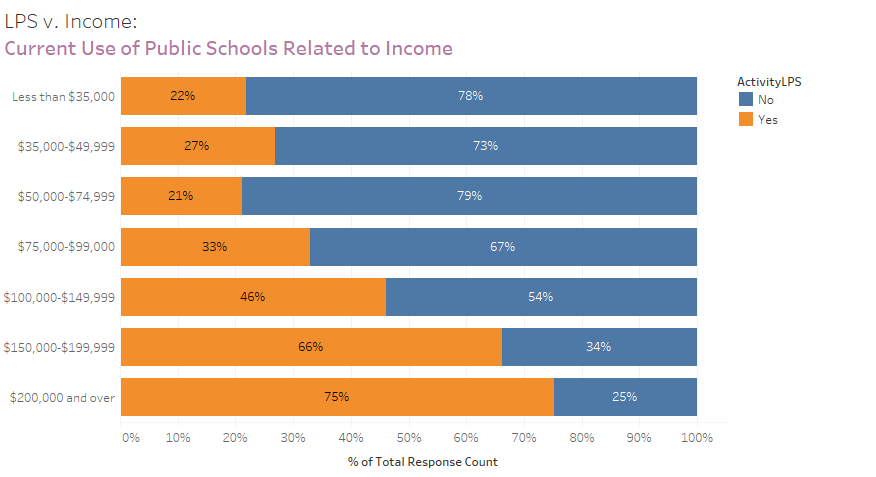 LPS v. Income:
Current Use of Public Schools Related to Income
ActivityLPS
No
Yes
Less than $35,000 22% 78%
$35,000-$49,999 27% 73%
$50,000-$74,999 21% 79%
$75,000-$99,000 33% 67%
$100,000-$149,999 46% 54%
$150,000-$199,999 66% 34%
$200,000 and over 75% 25%
0% 10% 20% 30% 40% 50% 60% 70% 80% 90% 100%
% of Total Response Count